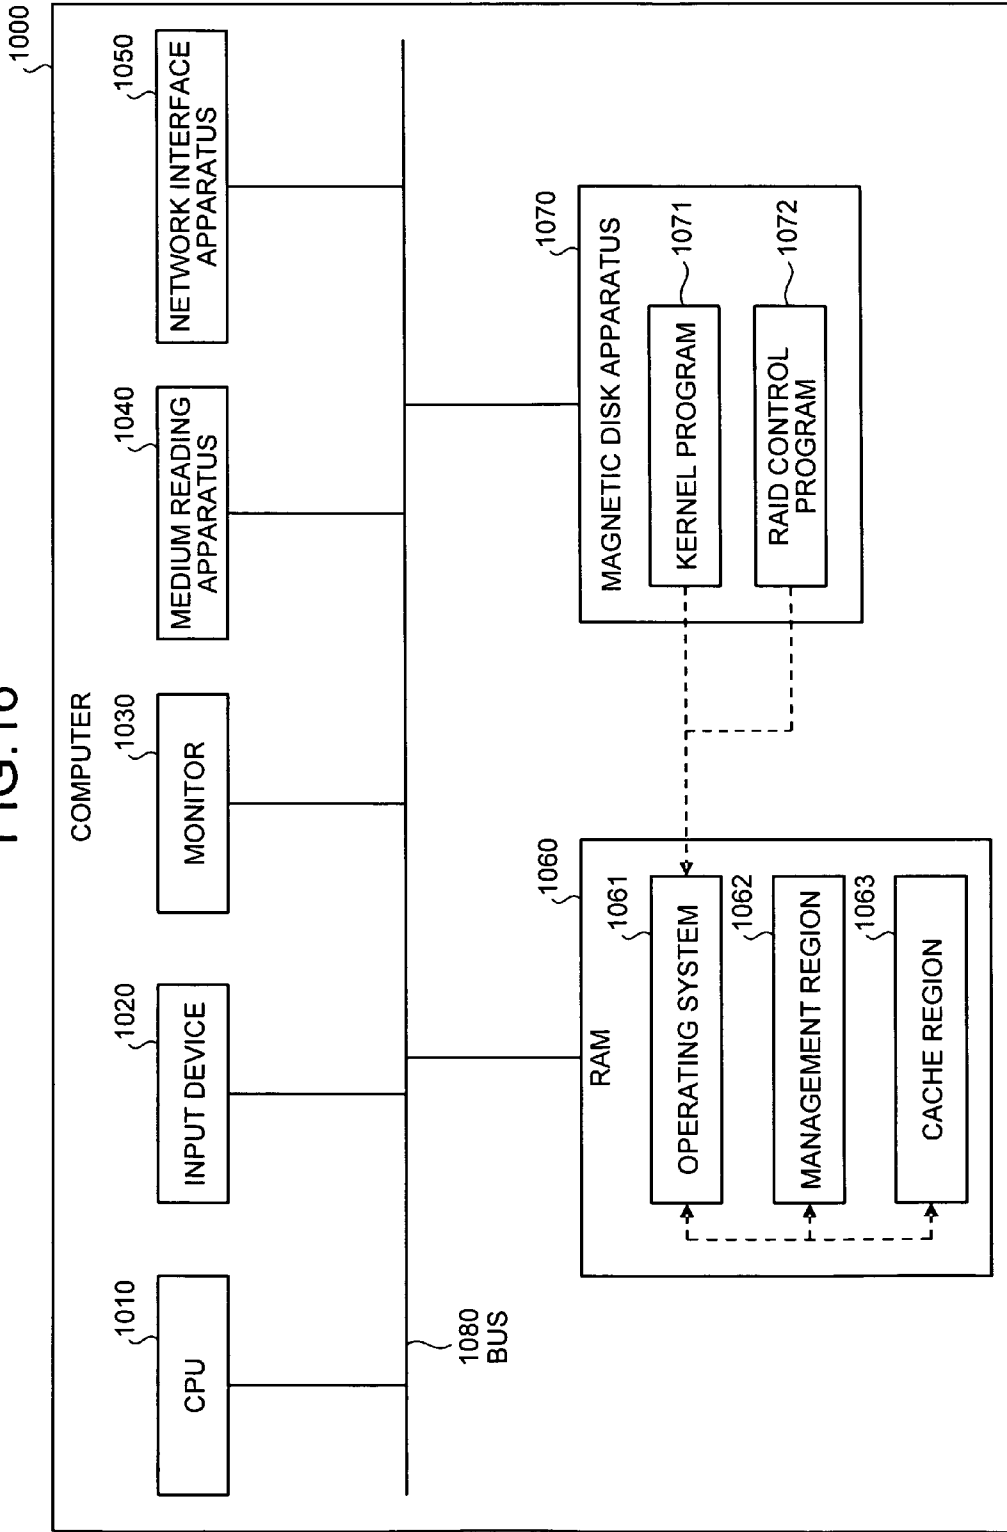 1000
COMPUTER
1010
CPU
1020
INPUT DEVICE
1030
MONITOR
1040
MEDIUM READING
APPARATUS
1050
NETWORK INTERFACE
APPARATUS
1080
BUS
1060
RAM
1061
OPERATING SYSTEM
1062
MANAGEMENT REGION
1063
CACHE REGION
1070
MAGNETIC DISK APPARATUS
KERNEL PROGRAM
1071
RAID CONTROL
PROGRAM
1072